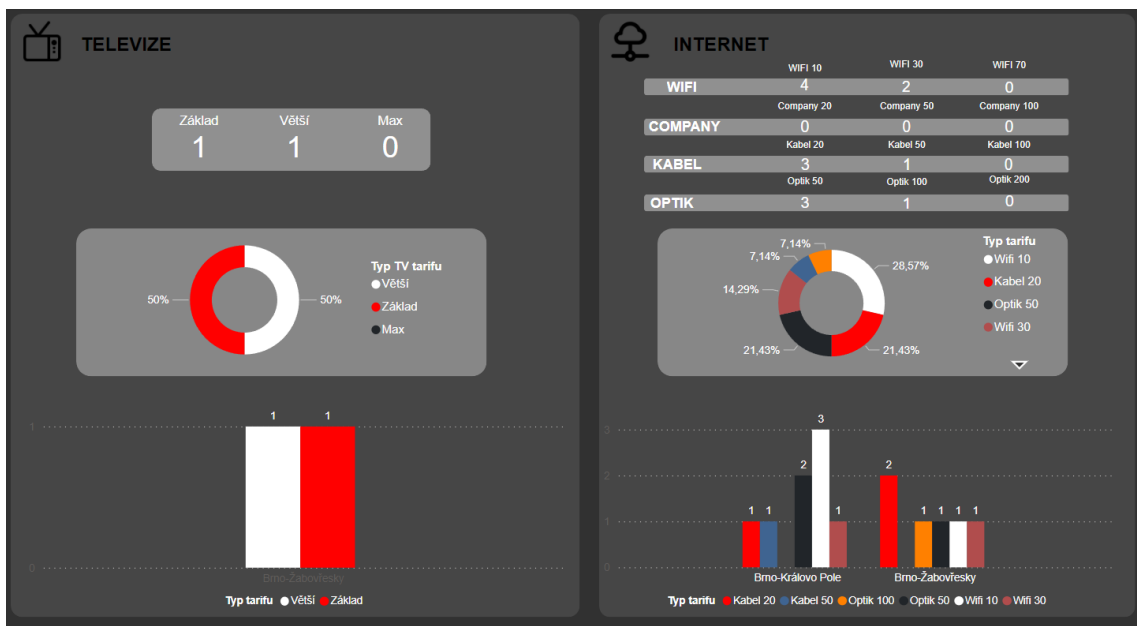 TELEVIZE
Základ Větší Max
1 1 0
50% 50%
Typ TV tarifu
Větší
Základ
Max
1 1
1
0
Brno-Žabovřesky
Typ tarifu Větší Základ
INTERNET
WIFI 10 WIFI 30 WIFI 70
WIFI 4 2 0
Company 20 Company 50 Company 100
COMPANY 0 0 0
Kabel 20 Kabel 50 Kabel 100
KABEL 3 1 0
Optik 50 Optik 100 Optik 200
OPTIK 3 1 0
7,14%
7,14%
28,57%
14,29%
21,43% 21,43%
Typ tarifu
Wifi 10
Kabel 20
Optik 50
Wifi 30
3
2 2
1 1 1 1 1 1 1
3
2
1
0
Brno-Královo Pole Brno-Žabovřesky
Typ tarifu Kabel 20 Kabel 50 Optik 100 Optik 50 Wifi 10 Wifi 30